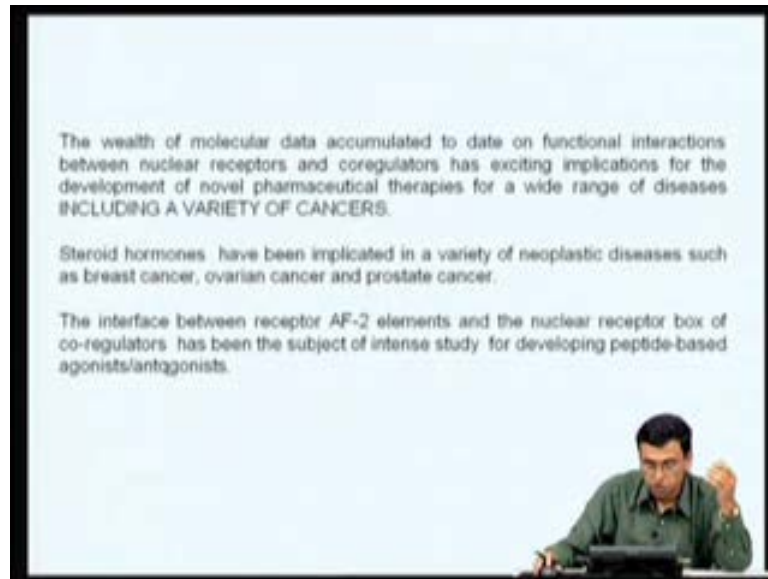 The wealth of molecular data accumulated to date on functional interactions
between nuclear receptors and coregulators has exciting implications for the
development of novel pharmaceutical therapies for a wide range of diseases
INCLUDING A VARIETY OF CANCERS.
Steroid hormones have been implicated in a variety of neoplastic diseases such
as breast cancer, ovarian cancer and prostate cancer.
The interface between receptor AF-2 elements and the nuclear receptor box of
co-regulators has been the subject of intense study for developing peptide-based
agonists/antqgonists.